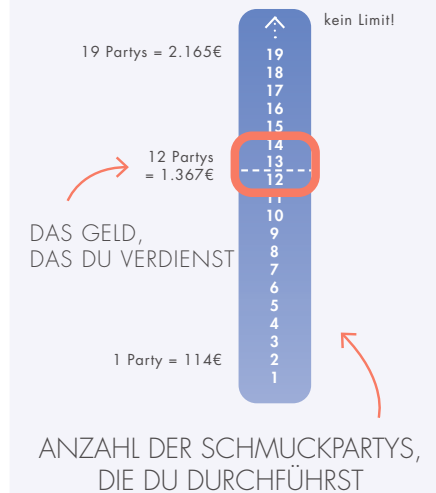 kein Limit!
19 Partys = 2.165€
19
18
17
16
15
14
13
12 Partys
= 1.367€
12
11
10
9
DAS GELD,
DAS DU VERDIENST
8
7
6
5
4
3
1 Party = 114€
2
1
ANZAHL DER SCHMUCKPARTYS,
DIE DU DURCHFÜHRST